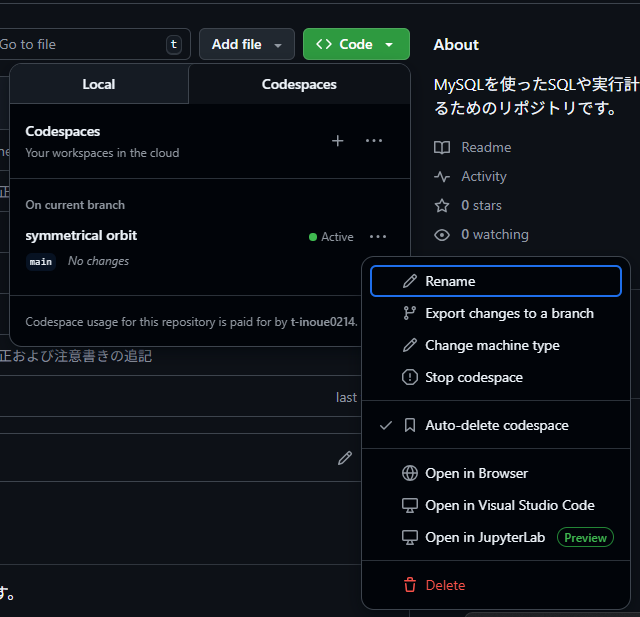 Go to file
t
Add file
Code
About
Local
Codespaces
MySQLを使ったSQLや実行計
るためのリポジトリです。
Codespaces
Your workspaces in the cloud
Readme
Activity
0 stars
0 watching
On current branch
symmetrical orbit
Active
main
No changes
Codespace usage for this repository is paid for by t-inoue0214.
Rename
Export changes to a branch
Change machine type
Stop codespace
Auto-delete codespace
Open in Browser
Open in Visual Studio Code
Open in JupyterLab
Preview
Delete
正および注意書きの追記
last
す。